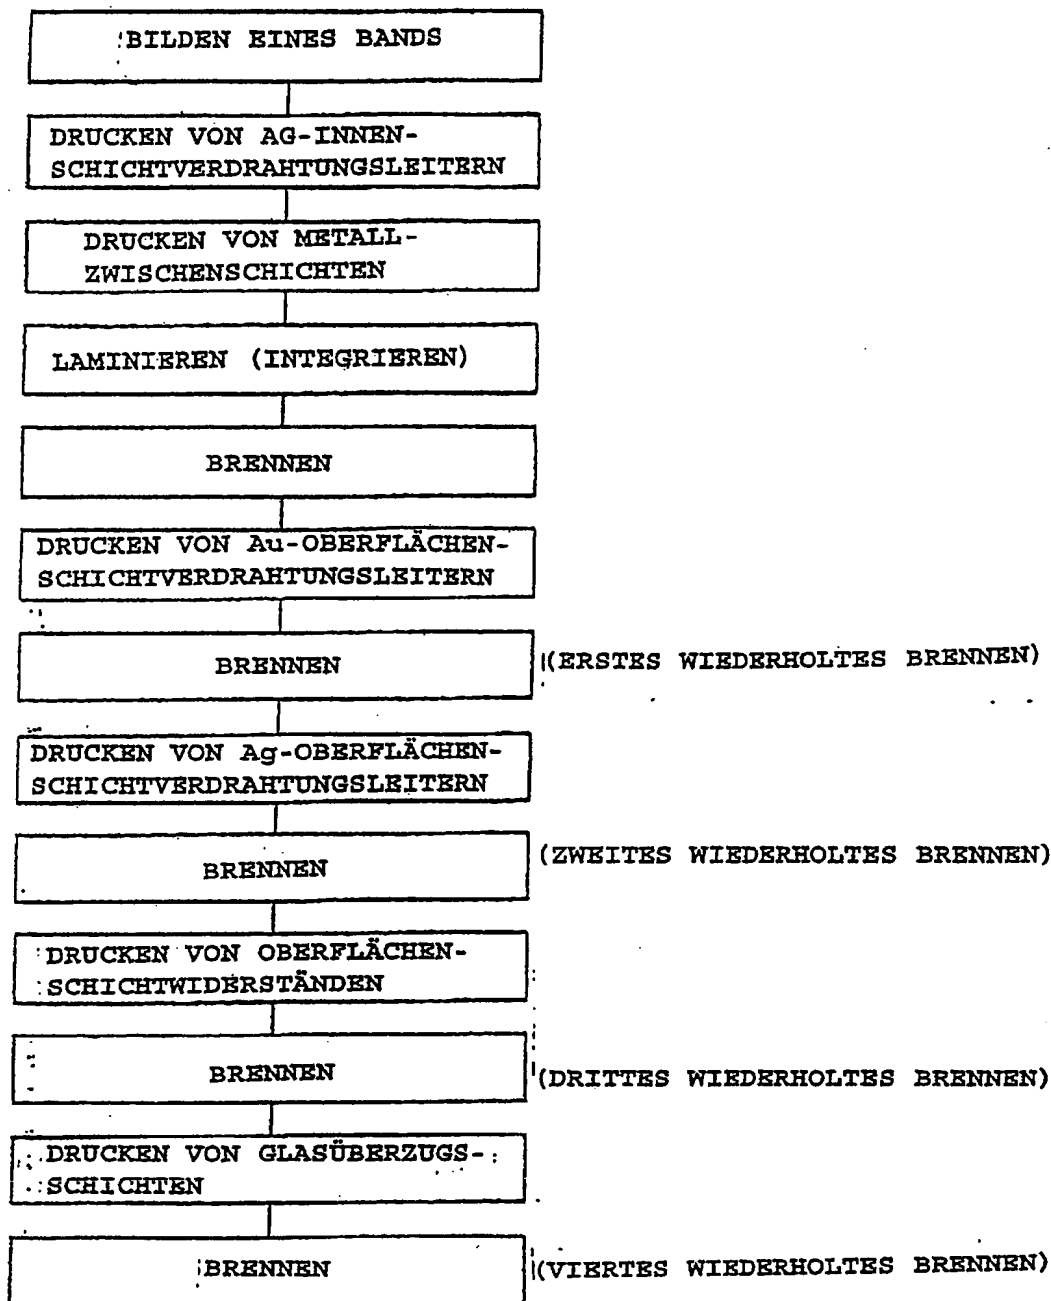 BILDEN EINES BANDS
DRUCKEN VON AG-INNEN-
SCHICHTVERDRAHTUNGSLEITERN
DRUCKEN VON METALL-
ZWISCHENSCHICHTEN
LAMINIEREN (INTEGRIEREN)
BRENNEN
DRUCKEN VON Au-OBERFLÄCHEN-
SCHICHTVERDRAHTUNGSLEITERN
BRENNEN (ERSTES WIEDERHOLTES BRENNEN)
DRUCKEN VON Ag-OBERFLÄCHEN-
SCHICHTVERDRAHTUNGSLEITERN
BRENNEN (ZWEITES WIEDERHOLTES BRENNEN)
DRUCKEN VON OBERFLÄCHEN-
SCHICHTWIDERSTÄNDEN
BRENNEN (DRITTES WIEDERHOLTES BRENNEN)
DRUCKEN VON GLASÜBERZUGS-
SCHICHTEN
BRENNEN (VIERTES WIEDERHOLTES BRENNEN)